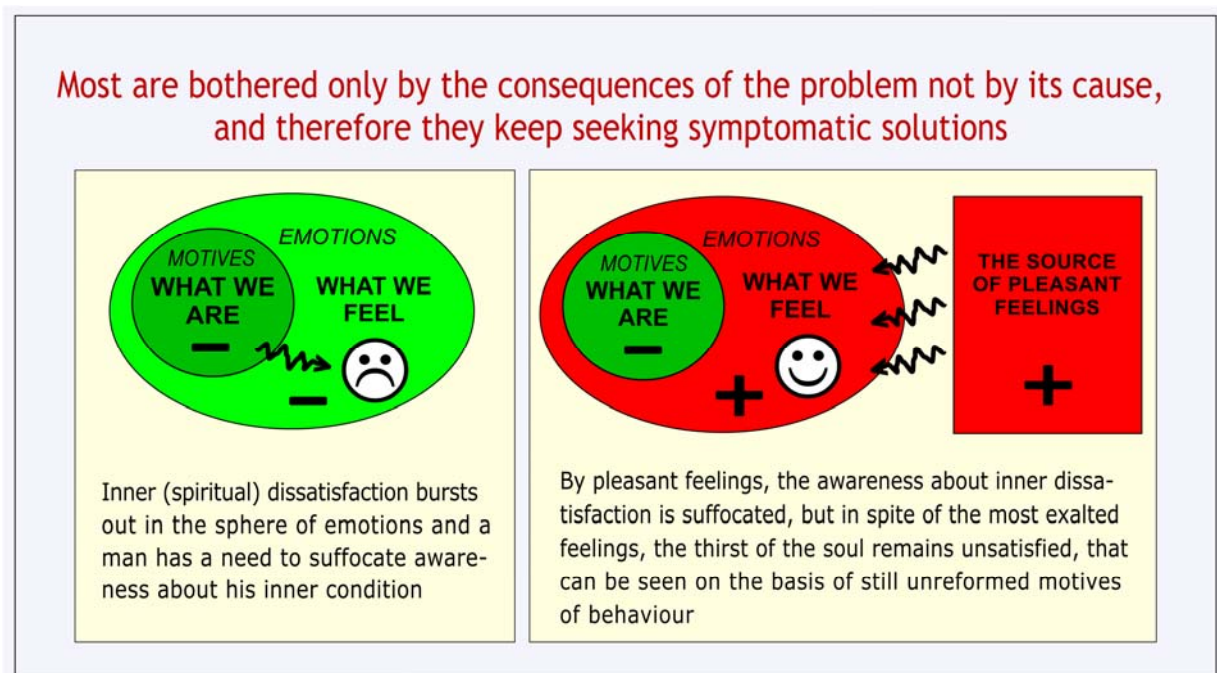 Most are bothered only by the consequences of the problem not by its cause,
and therefore they keep seeking symptomatic solutions
EMOTIONS
MOTIVES
WHAT WE
ARE
WHAT WE
FEEL
Inner (spiritual) dissatisfaction bursts
out in the sphere of emotions and a
man has a need to suffocate aware-
ness about his inner condition
EMOTIONS
MOTIVES
WHAT WE
ARE
WHAT WE
FEEL
THE SOURCE
OF PLEASANT
FEELINGS
By pleasant feelings, the awareness about inner dissa-
tisfaction is suffocated, but in spite of the most exalted
feelings, the thirst of the soul remains unsatisfied, that
can be seen on the basis of still unreformed motives
of behaviour